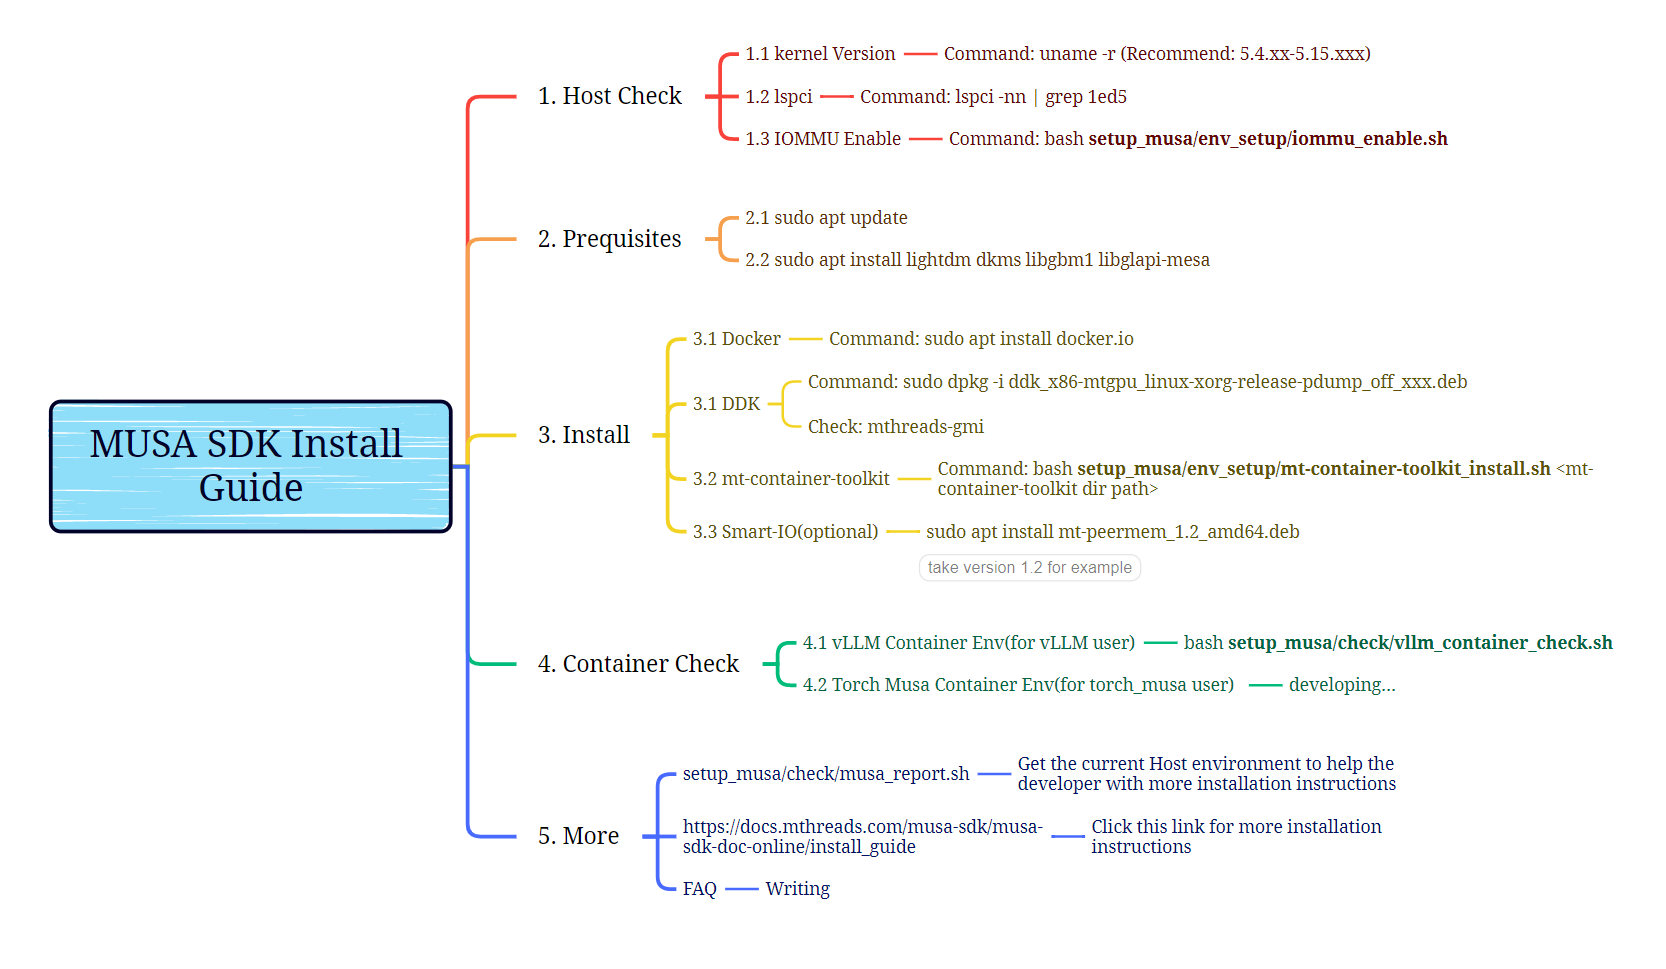 MUSA SDK Install
Guide
1. Host Check
1.1 kernel Version
Command: uname -r (Recommend: 5.4.xx-5.15.xxx)
1.2 lspci
Command: lspci -nn | grep 1ed5
1.3 IOMMU Enable
Command: bash setup_musa/env_setup/iommu_enable.sh
2. Prequisites
2.1 sudo apt update
2.2 sudo apt install lightdm dkms libgbm1 libglapi-mesa
3. Install
3.1 Docker
Command: sudo apt install docker.io
3.1 DDK
Command: sudo dpkg -i ddk_x86-mtgpu_linux-xorg-release-pdump_off_xxx.deb
Check: mthreads-gmi
3.2 mt-container-toolkit
Command: bash setup_musa/env_setup/mt-container-toolkit_install.sh <mt-
container-toolkit dir path>
3.3 Smart-IO(optional)
sudo apt install mt-peermem_1.2_amd64.deb
take version 1.2 for example
4. Container Check
4.1 vLLM Container Env(for vLLM user)
bash setup_musa/check/vllm_container_check.sh
4.2 Torch Musa Container Env(for torch_musa user)
developing...
5. More
setup_musa/check/musa_report.sh
Get the current Host environment to help the
developer with more installation instructions
https://docs.mthreads.com/musa-sdk/musa-
sdk-doc-online/install_guide
Click this link for more installation
instructions
FAQ
Writing